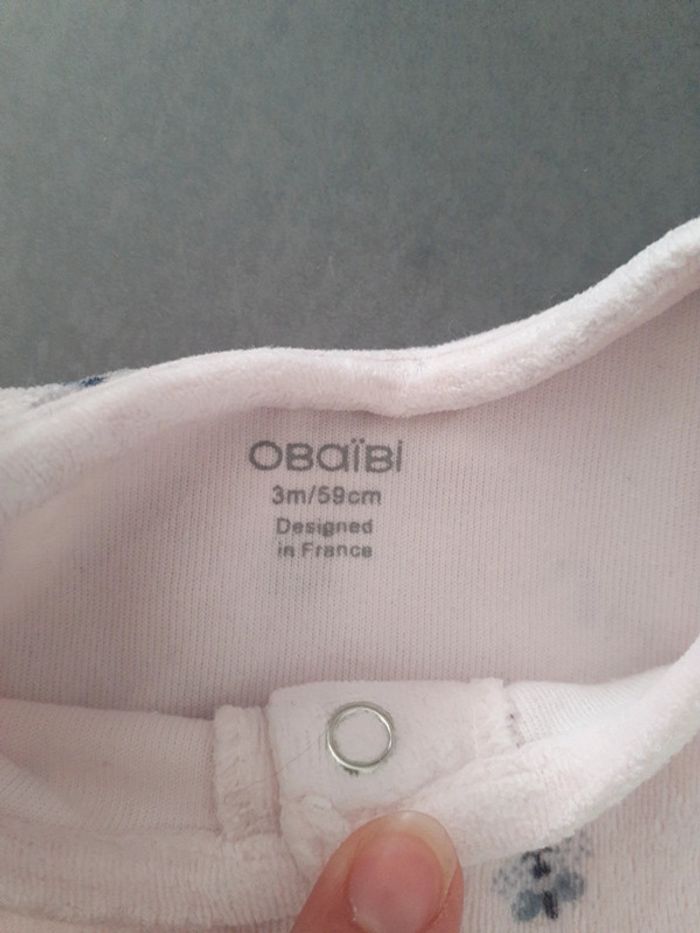 OBaïBi
3m/59cm
Designed
in France